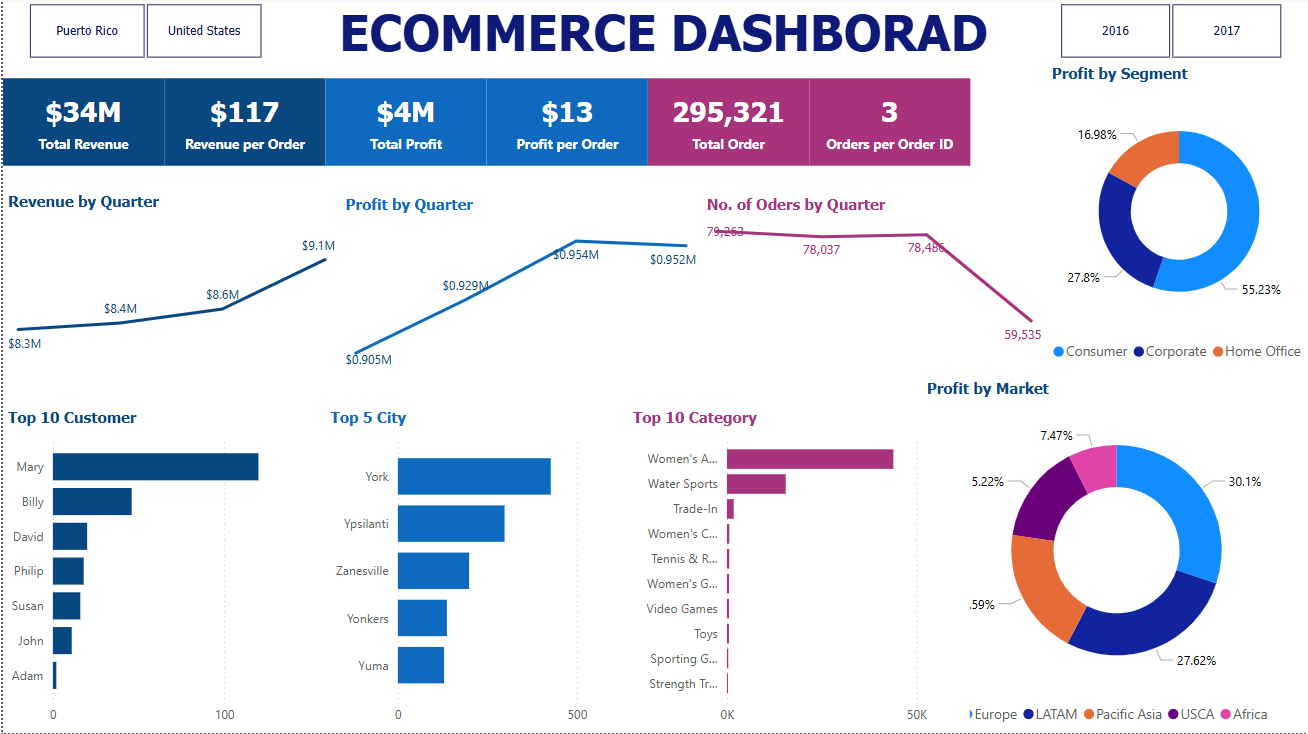 Puerto Rico
United States
ECOMMERCE DASHBORAD
2016
2017
$34M
Total Revenue
$117
Revenue per Order
$4M
Total Profit
$13
Profit per Order
295,321
Total Order
3
Orders per Order ID
Profit by Segment
16.98%
27.8%
55.23%
Consumer
Corporate
Home Office
Revenue by Quarter
$8.3M
$8.4M
$8.6M
$9.1M
Profit by Quarter
$0.905M
$0.929M
$0.954M
$0.952M
No. of Oders by Quarter
79,263
78,037
78,486
59,535
Top 10 Customer
Mary
Billy
David
Philip
Susan
John
Adam
0
100
Top 5 City
York
Ypsilanti
Zanesville
Yonkers
Yuma
0
500
Top 10 Category
Women's A...
Water Sports
Trade-In
Women's C...
Tennis & R...
Women's G...
Video Games
Toys
Sporting G...
Strength Tr...
0K
50K
Profit by Market
7.47%
5.22%
.59%
30.1%
27.62%
Europe
LATAM
Pacific Asia
USCA
Africa